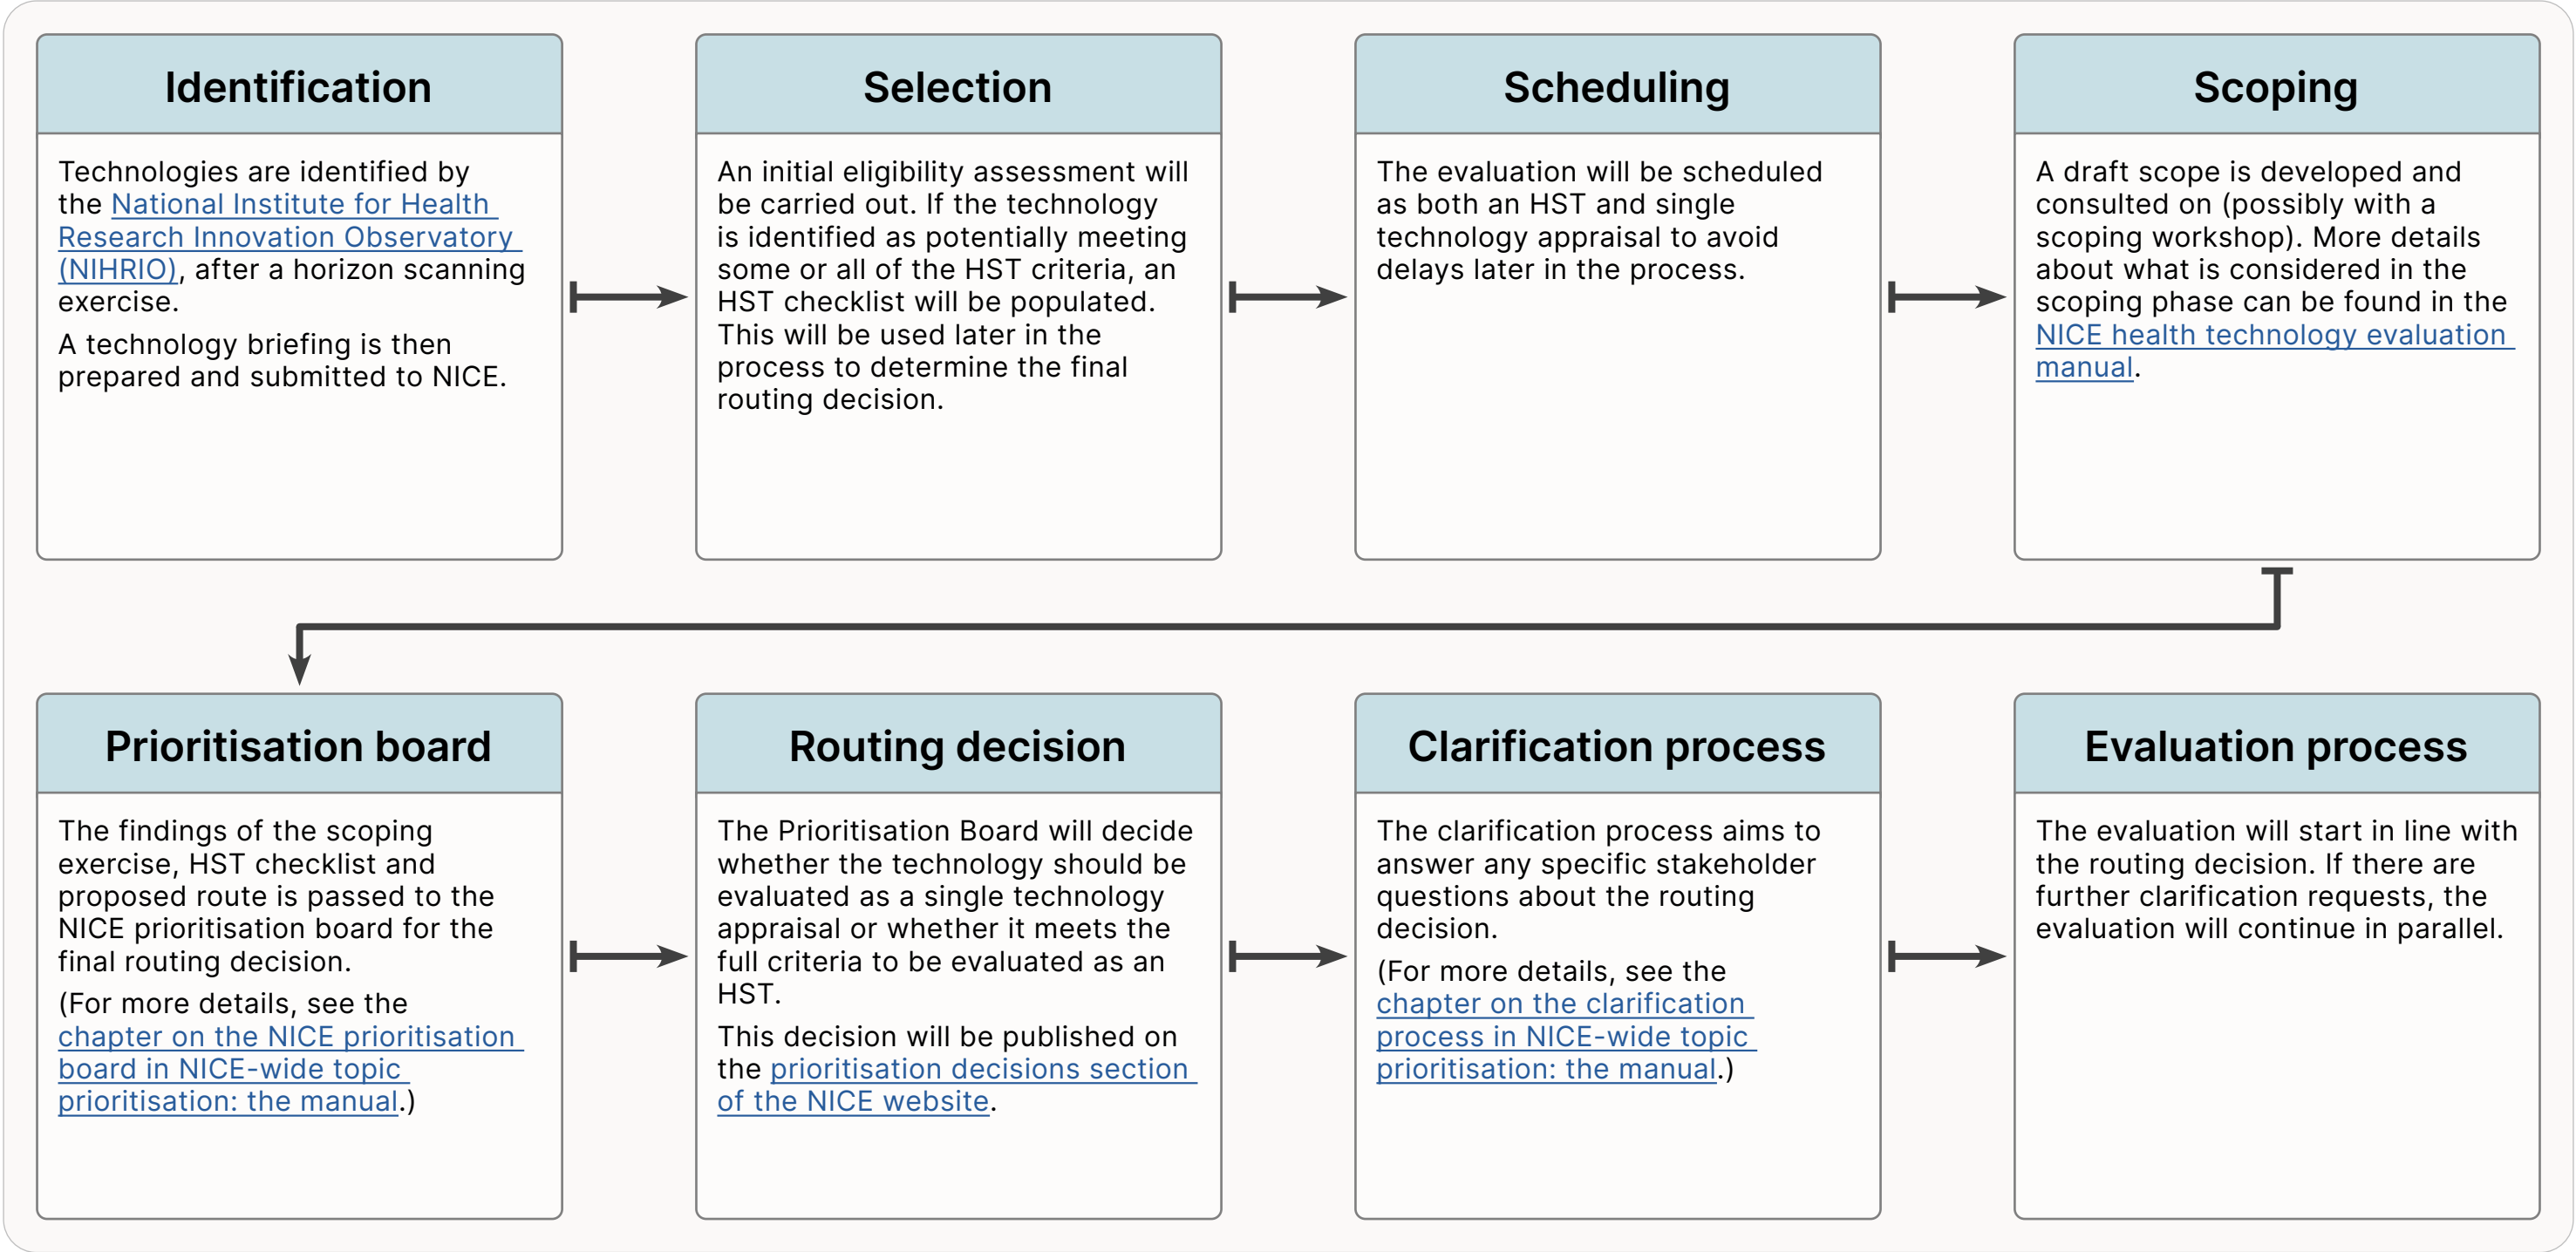 Identification
Technologies are identified by
the National Institute for Health
Research Innovation Observatory
(NIHRIO), after a horizon scanning
exercise.
A technology briefing is then
prepared and submitted to NICE.
Selection
An initial eligibility assessment will
be carried out. If the technology
is identified as potentially meeting
some or all of the HST criteria, an
HST checklist will be populated.
This will be used later in the
process to determine the final
routing decision.
Scheduling
The evaluation will be scheduled
as both an HST and single
technology appraisal to avoid
delays later in the process.
Scoping
A draft scope is developed and
consulted on (possibly with a
scoping workshop). More details
about what is considered in the
scoping phase can be found in the
NICE health technology evaluation
manual.
Prioritisation board
The findings of the scoping
exercise, HST checklist and
proposed route is passed to the
NICE prioritisation board for the
final routing decision.
(For more details, see the
chapter on the NICE prioritisation
board in NICE-wide topic
prioritisation: the manual.)
Routing decision
The Prioritisation Board will decide
whether the technology should be
evaluated as a single technology
appraisal or whether it meets the
full criteria to be evaluated as an
HST.
This decision will be published on
the prioritisation decisions section
of the NICE website.
Clarification process
The clarification process aims to
answer any specific stakeholder
questions about the routing
decision.
(For more details, see the
chapter on the clarification
process in NICE-wide topic
prioritisation: the manual.)
Evaluation process
The evaluation will start in line with
the routing decision. If there are
further clarification requests, the
evaluation will continue in parallel.